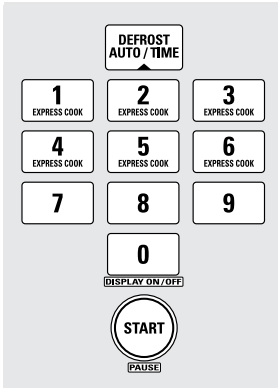 DEFROST
AUTO / TIME
1 2 3
EXPRESS COOK EXPRESS COOK EXPRESS COOK
4 5 6
EXPRESS COOK EXPRESS COOK EXPRESS COOK
7 8 9
0
DISPLAY ON/OFF
START
PAUSE